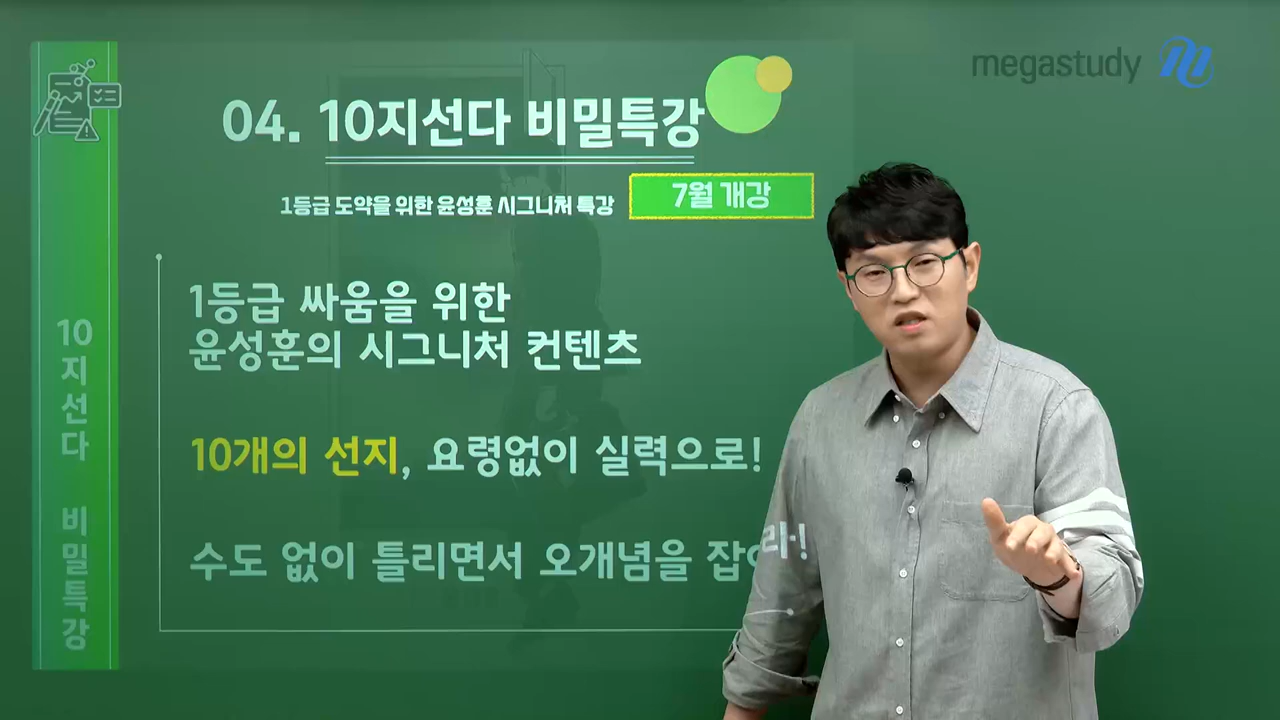 megastudy
04. 10지선다 비밀특강
1등급 도약을 위한 윤성훈 시그니처 특강
7월 개강
1등급 싸움을 위한
윤성훈의 시그니처 컨텐츠
10개의 선지, 요령없이 실력으로!
수도 없이 틀리면서 오개념을 잡아라!
10지선다 비밀특강